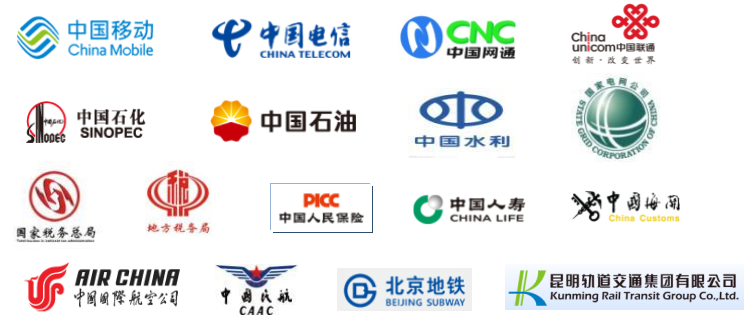 中国移动
China Mobile
中国电信
CHINA TELECOM
CNC
中国网通
China
unicom中国联通
创新·改变世界
SINOPEC
中国石化
SINOPEC
中国石油
中国水利
国家电网公司
STATE GRID CORPORATION OF CHINA
国家税务总局
税
地方税务局
PICC
中国人民保险
中国人寿
CHINA LIFE
中国海关
China Customs
AIR CHINA
中国国际航空公司
中国民航
CAAC
北京地铁
BEIJING SUBWAY
昆明轨道交通集团有限公司
Kunming Rail Transit Group Co.,Ltd.